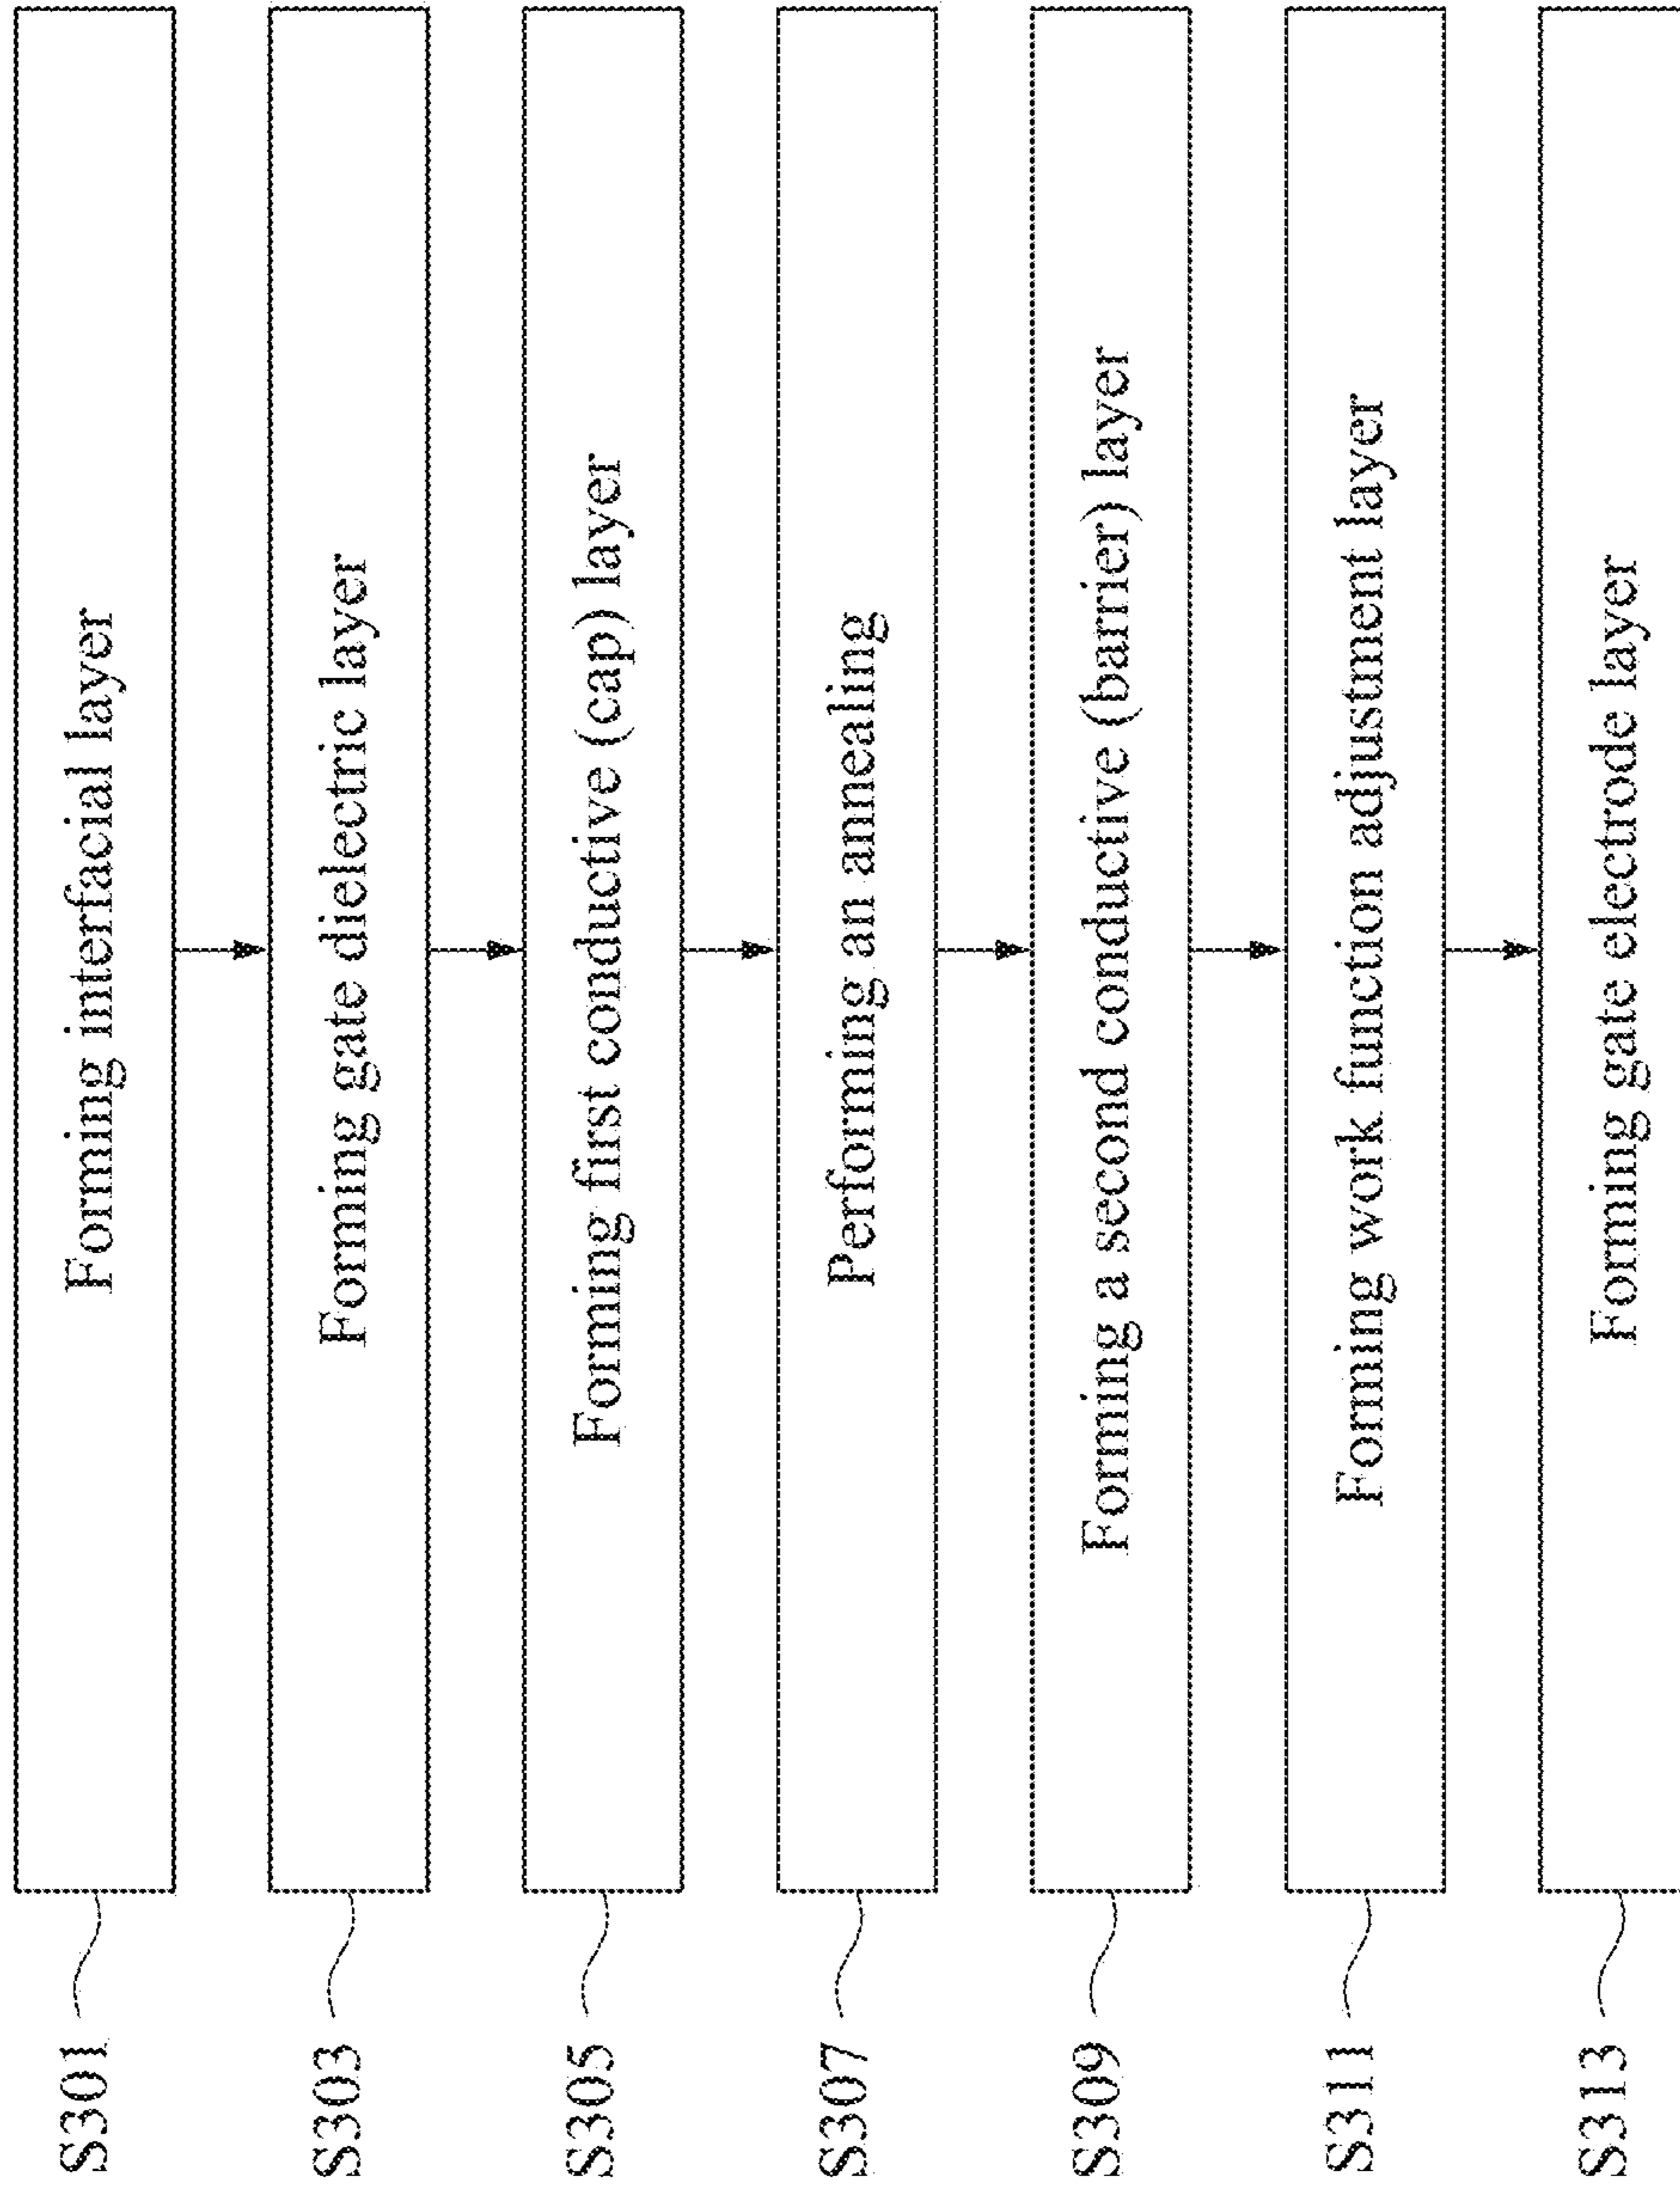 S301 Forming interfacial layer
S303 Forming gate dielectric layer
S305 Forming first conductive (cap) layer
S307 Performing an annealing
S309 Forming a second conductive (barrier) layer
S311 Forming work function adjustment layer
S313 Forming gate electrode layer